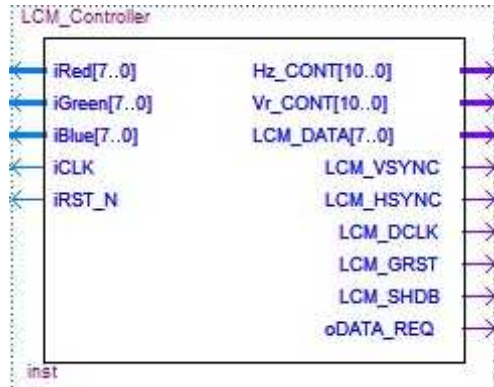 LCM_Controller
iRed[7..0] Hz_CONT[10..0]
iGreen[7..0] Vr_CONT[10..0]
iBlue[7..0] LCM_DATA[7..0]
iCLK LCM_VSYNC
iRST_N LCM_HSYNC
LCM_DCLK
LCM_GRST
LCM_SHDB
oDATA_REQ
inst